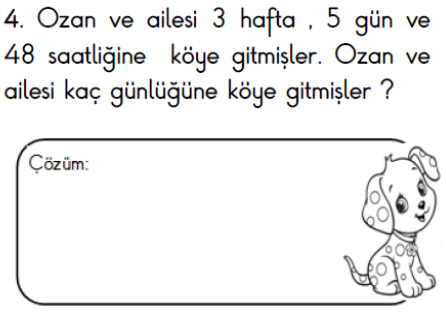 4. Ozan ve ailesi 3 hafta , 5 gün ve
48 saatliğine köye gitmişler. Ozan ve
ailesi kaç günlüğüne köye gitmişler ?
Çözüm: